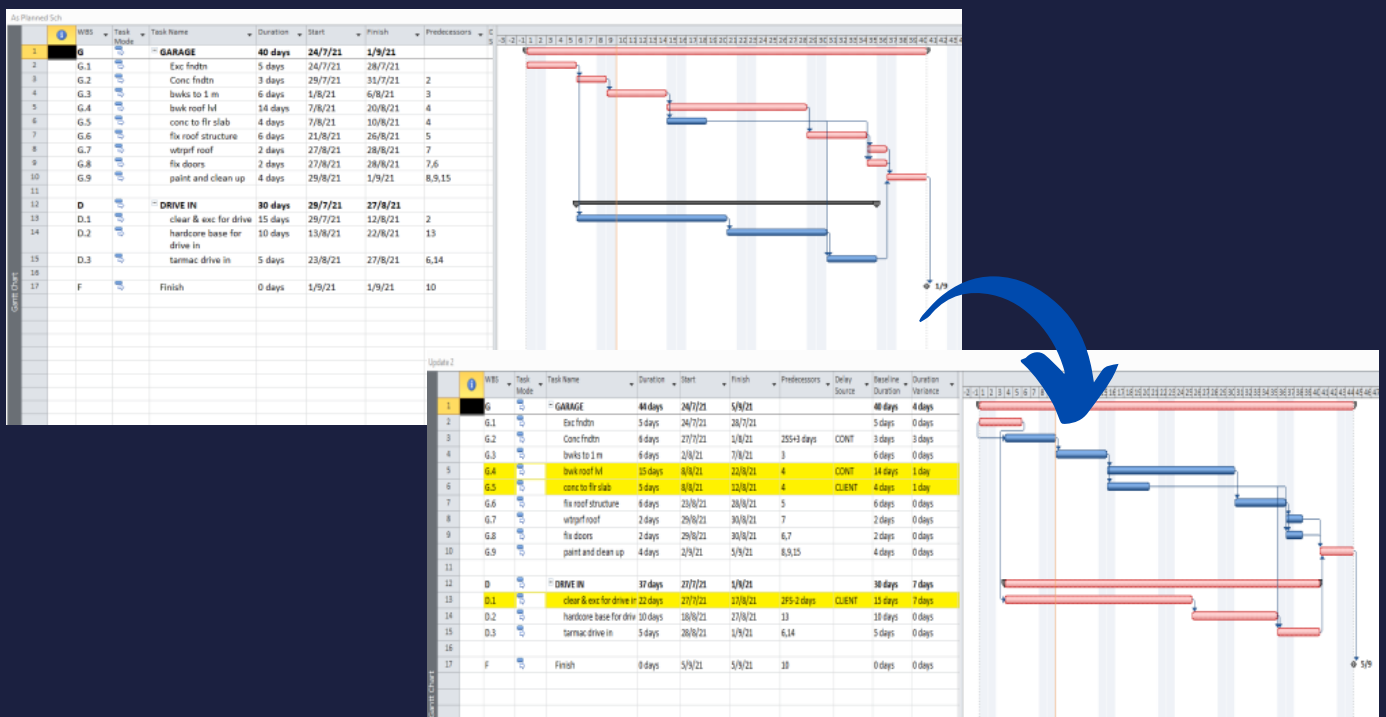 As Planned Sch
WBS Task Mode Task Name Duration Start Finish Predecessors
1 G GARAGE 40 days 24/7/21 1/9/21
2 G.1 Exc fndtn 5 days 24/7/21 28/7/21
3 G.2 Conc fndtn 3 days 29/7/21 31/7/21 2
4 G.3 bwks to 1 m 6 days 1/8/21 6/8/21 3
5 G.4 bwk roof lvl 14 days 7/8/21 20/8/21 4
6 G.5 conc to flr slab 4 days 7/8/21 10/8/21 4
7 G.6 fix roof structure 6 days 21/8/21 26/8/21 5
8 G.7 wtrprf roof 2 days 27/8/21 28/8/21 7
9 G.8 fix doors 2 days 27/8/21 28/8/21 7,6
10 G.9 paint and clean up 4 days 29/8/21 1/9/21 8,9,15
11
12 D DRIVE IN 30 days 29/7/21 27/8/21
13 D.1 clear & exc for drive 15 days 29/7/21 12/8/21 2
14 D.2 hardcore base for drive in 10 days 13/8/21 22/8/21 13
15 D.3 tarmac drive in 5 days 23/8/21 27/8/21 6,14
16
17 F Finish 0 days 1/9/21 1/9/21 10
1/9
Gantt Chart
Update 2
WBS Task Mode Task Name Duration Start Finish Predecessors Delay Source Baseline Duration Duration Variance
1 G GARAGE 44 days 24/7/21 5/9/21 40 days 4 days
2 G.1 Exc fndtn 5 days 24/7/21 28/7/21 5 days 0 days
3 G.2 Conc fndtn 6 days 27/7/21 1/8/21 2SS+3 days CONT 3 days 3 days
4 G.3 bwks to 1 m 6 days 2/8/21 7/8/21 3 6 days 0 days
5 G.4 bwk roof lvl 15 days 8/8/21 22/8/21 4 CONT 14 days 1 day
6 G.5 conc to flr slab 5 days 8/8/21 12/8/21 4 CLIENT 4 days 1 day
7 G.6 fix roof structure 6 days 23/8/21 28/8/21 5 6 days 0 days
8 G.7 wtrprf roof 2 days 29/8/21 30/8/21 7 2 days 0 days
9 G.8 fix doors 2 days 29/8/21 30/8/21 6,7 2 days 0 days
10 G.9 paint and clean up 4 days 2/9/21 5/9/21 8,9,15 4 days 0 days
11
12 D DRIVE IN 37 days 27/7/21 1/9/21 30 days 7 days
13 D.1 clear & exc for drive in 22 days 27/7/21 17/8/21 2FS-2 days CLIENT 15 days 7 days
14 D.2 hardcore base for driv 10 days 18/8/21 27/8/21 13 10 days 0 days
15 D.3 tarmac drive in 5 days 28/8/21 1/9/21 6,14 5 days 0 days
16
17 F Finish 0 days 5/9/21 5/9/21 10 0 days 0 days
5/9
Gantt Chart